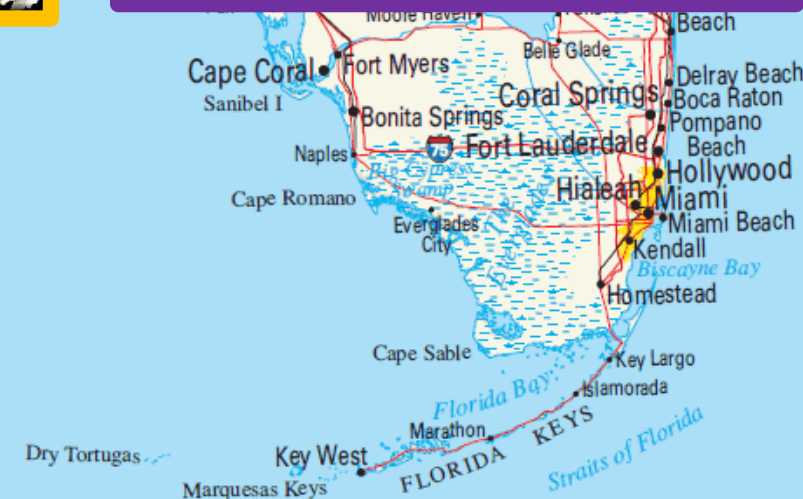 Moore Haven
Beach
Belle Glade
Cape Coral
Fort Myers
Delray Beach
Sanibel I
Coral Springs
Boca Raton
Bonita Springs
Pompano
Beach
75
Fort Lauderdale
Naples
Big Cypress
Swamp
Hollywood
Hialeah
Cape Romano
Miami
Everglades
City
The
Everglades
Miami Beach
Kendall
Biscayne Bay
Homestead
Cape Sable
Key Largo
Florida Bay
Islamorada
Marathon
FLORIDA KEYS
Straits of Florida
Dry Tortugas
Key West
Marquesas Keys